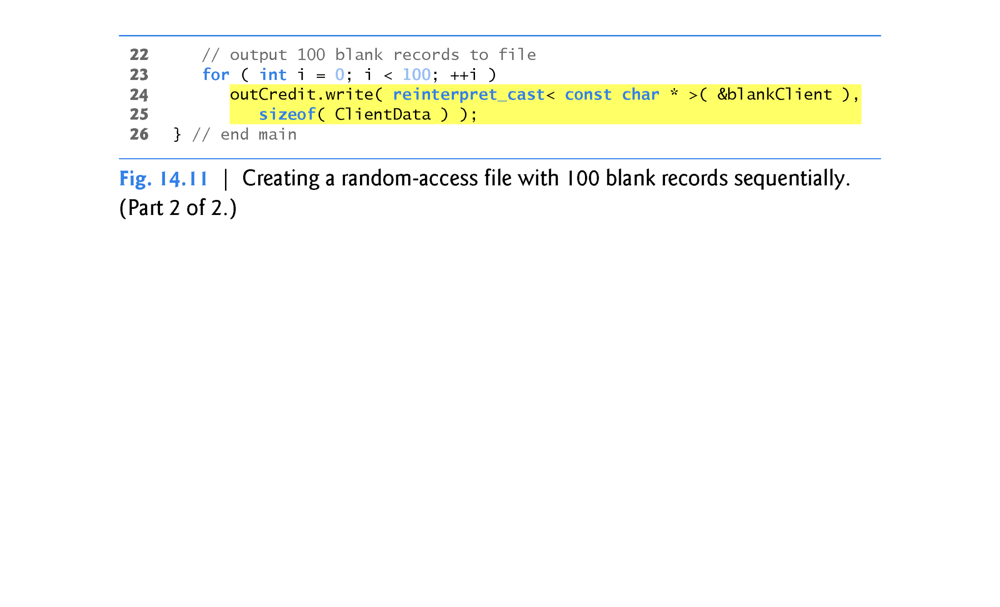 22 // output 100 blank records to file
23 for ( int i = 0; i < 100; ++i )
24 outCredit.write( reinterpret_cast< const char * >( &blankClient ),
25 sizeof( ClientData ) );
26 } // end main
Fig. 14.11 | Creating a random-access file with 100 blank records sequentially.
(Part 2 of 2.)